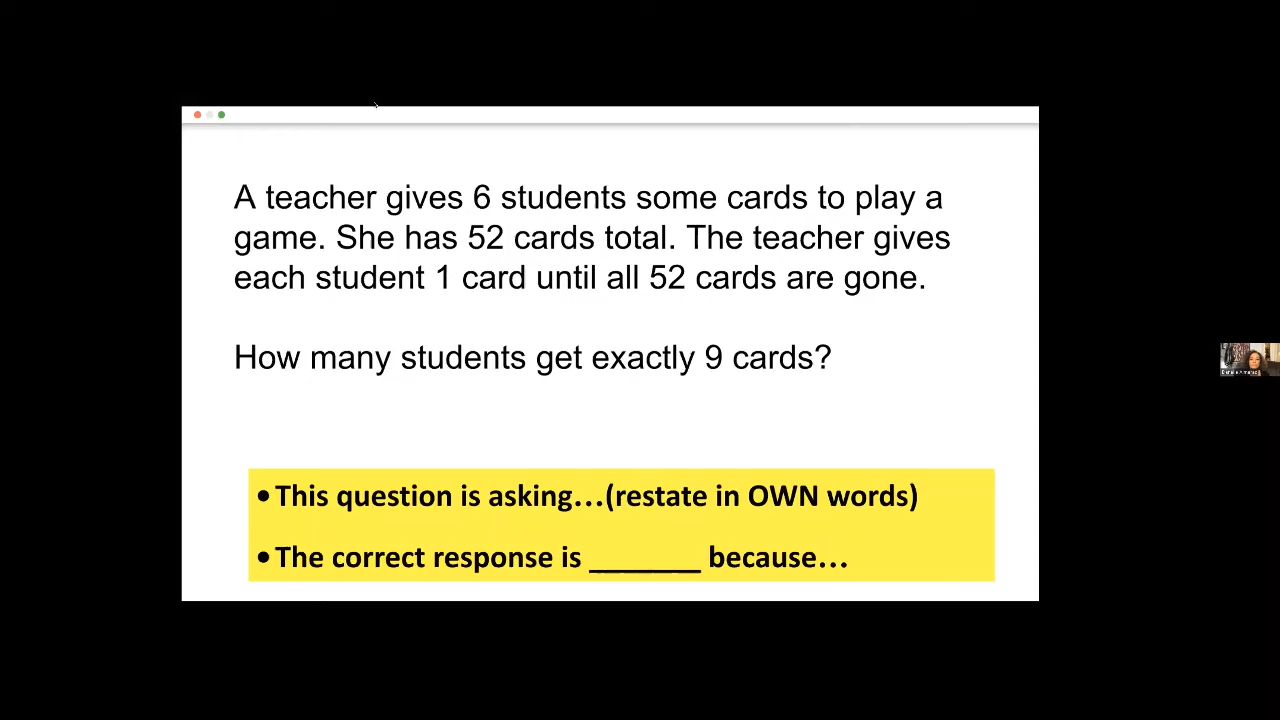 A teacher gives 6 students some cards to play a
game. She has 52 cards total. The teacher gives
each student 1 card until all 52 cards are gone.
How many students get exactly 9 cards?
•This question is asking...(restate in OWN words)
•The correct response is _______ because...